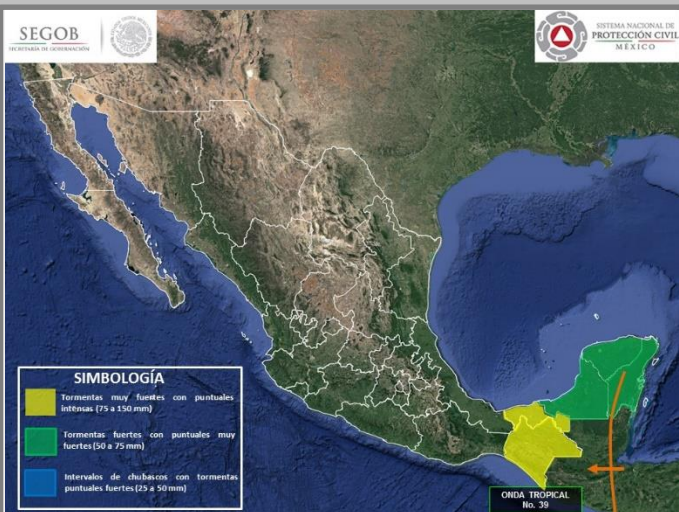 SEGOB
SECRETARÍA DE GOBERNACIÓN
SISTEMA NACIONAL DE
PROTECCIÓN CIVIL
MÉXICO
SIMBOLOGÍA
Tormentas muy fuertes con puntuales
intensas (75 a 150 mm)
Tormentas fuertes con puntuales muy
fuertes (50 a 75 mm)
Intervalos de chubascos con tormentas
puntuales fuertes (25 a 50 mm)
ONDA TROPICAL
No. 39